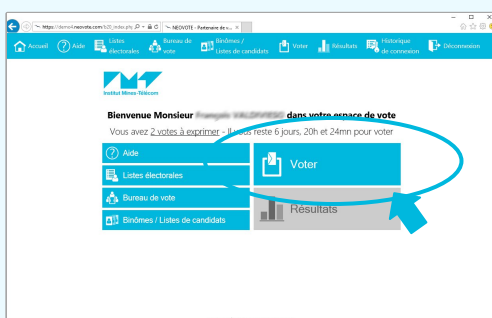 https://demo4.neovote.com/b20_index.php
NEOVOTE - Partenaire de v...
Accueil
Aide
Listes électorales
Bureau de vote
Binômes / Listes de candidats
Voter
Résultats
Historique de connexion
Déconnexion
Institut Mines-Télécom
Bienvenue Monsieur dans votre espace de vote
Vous avez 2 votes à exprimer - Il vous reste 6 jours, 20h et 24mn pour voter
Aide
Listes électorales
Bureau de vote
Binômes / Listes de candidats
Voter
Résultats